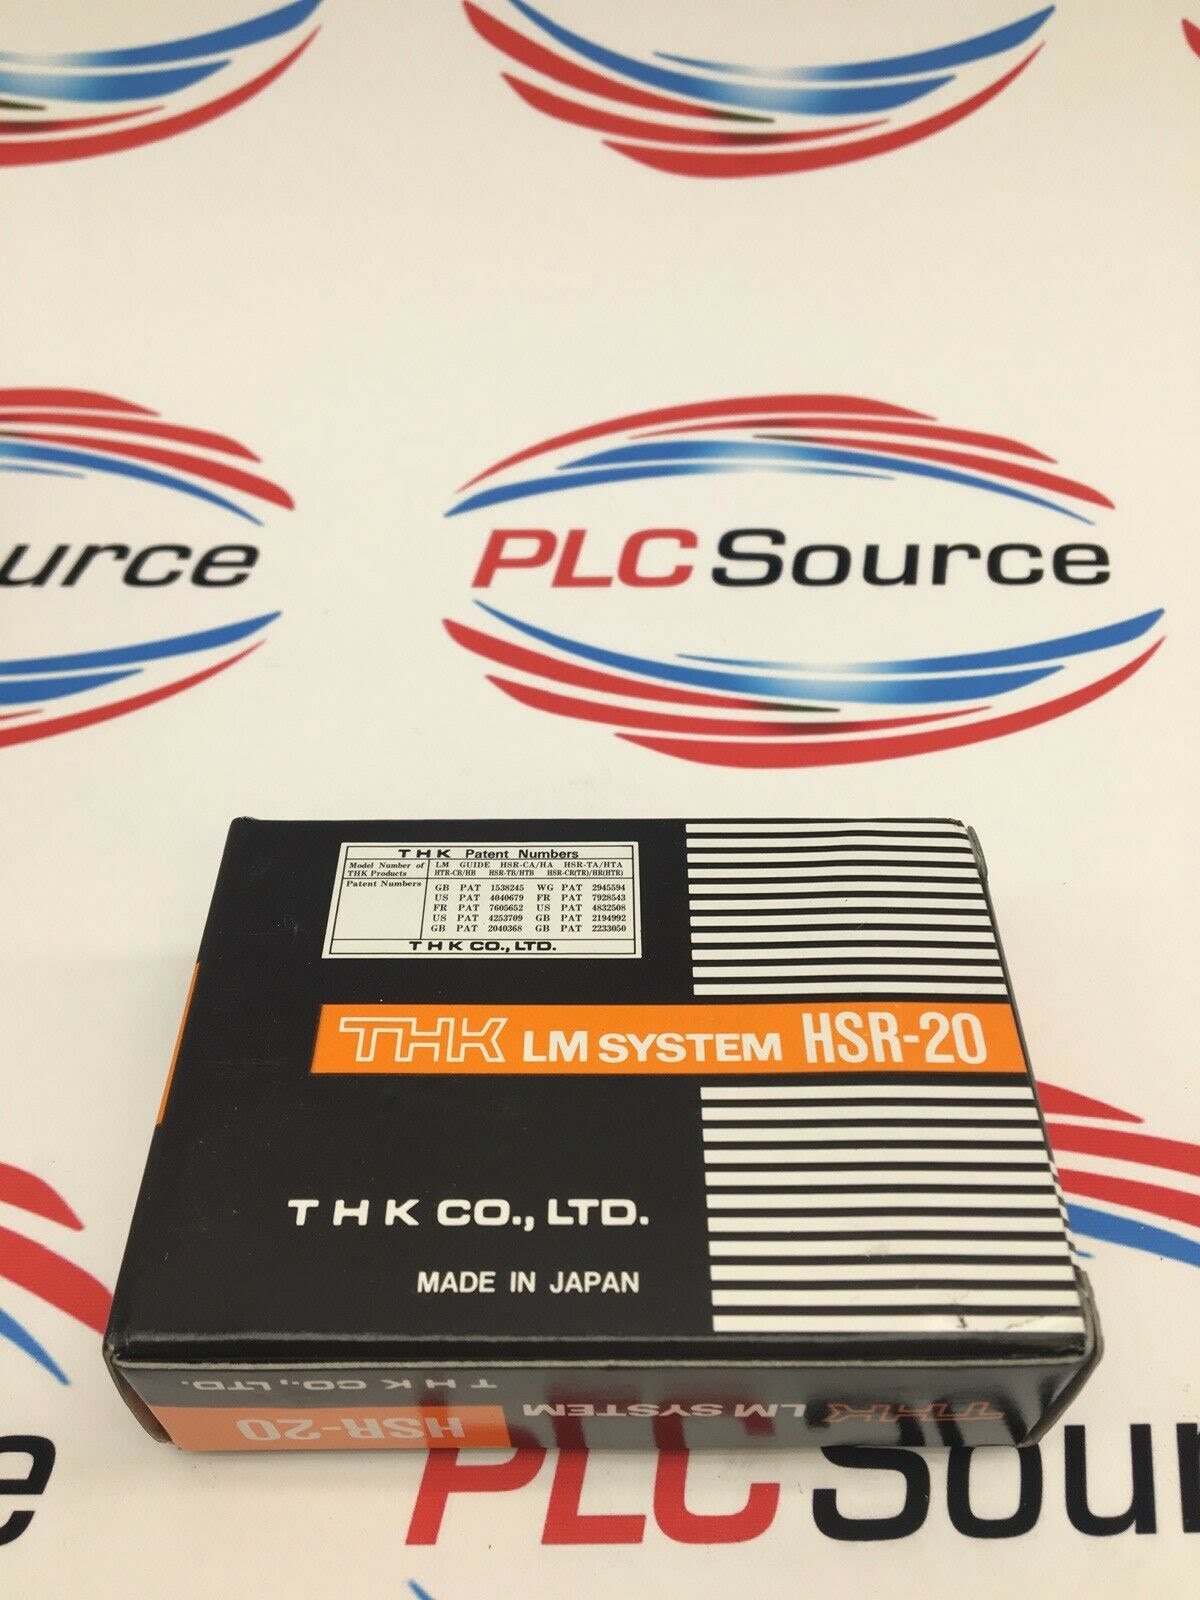 urce
PLC Source
THK Patent Numbers
Model Number of THK Products
LM GUIDE HSR-CA/HA HSR-TA/HTA
HTR-CB/HB HSR-TB/HTB HSR-CR(TR)/HR(HTR)
Patent Numbers
GB PAT 1538245 WG PAT 2945594
US PAT 4040679 FR PAT 7928543
FR PAT 7605652 US PAT 4832508
US PAT 4253709 GB PAT 2194992
GB PAT 2040368 GB PAT 2233050
THK CO., LTD.
THK LM SYSTEM HSR-20
THK CO., LTD.
MADE IN JAPAN
THK CO., LTD.
THK LM SYSTEM
HSR-20
e
PLC Sour